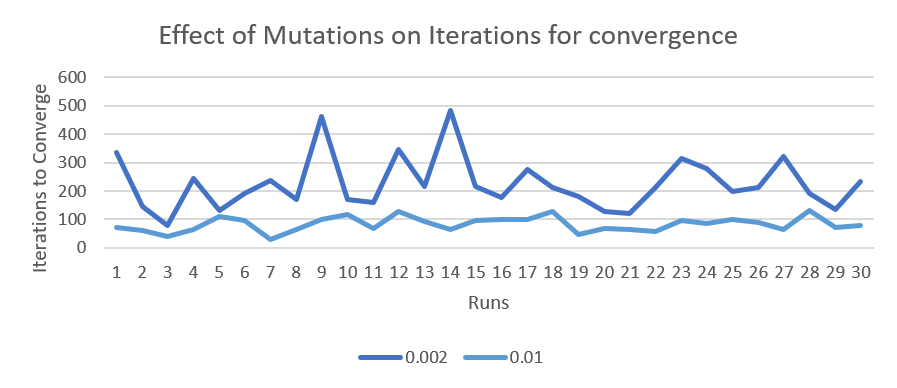 Effect of Mutations on Iterations for convergence
Iterations to Converge
600
500
400
300
200
100
0
1 2 3 4 5 6 7 8 9 10 11 12 13 14 15 16 17 18 19 20 21 22 23 24 25 26 27 28 29 30
Runs
0.002 0.01